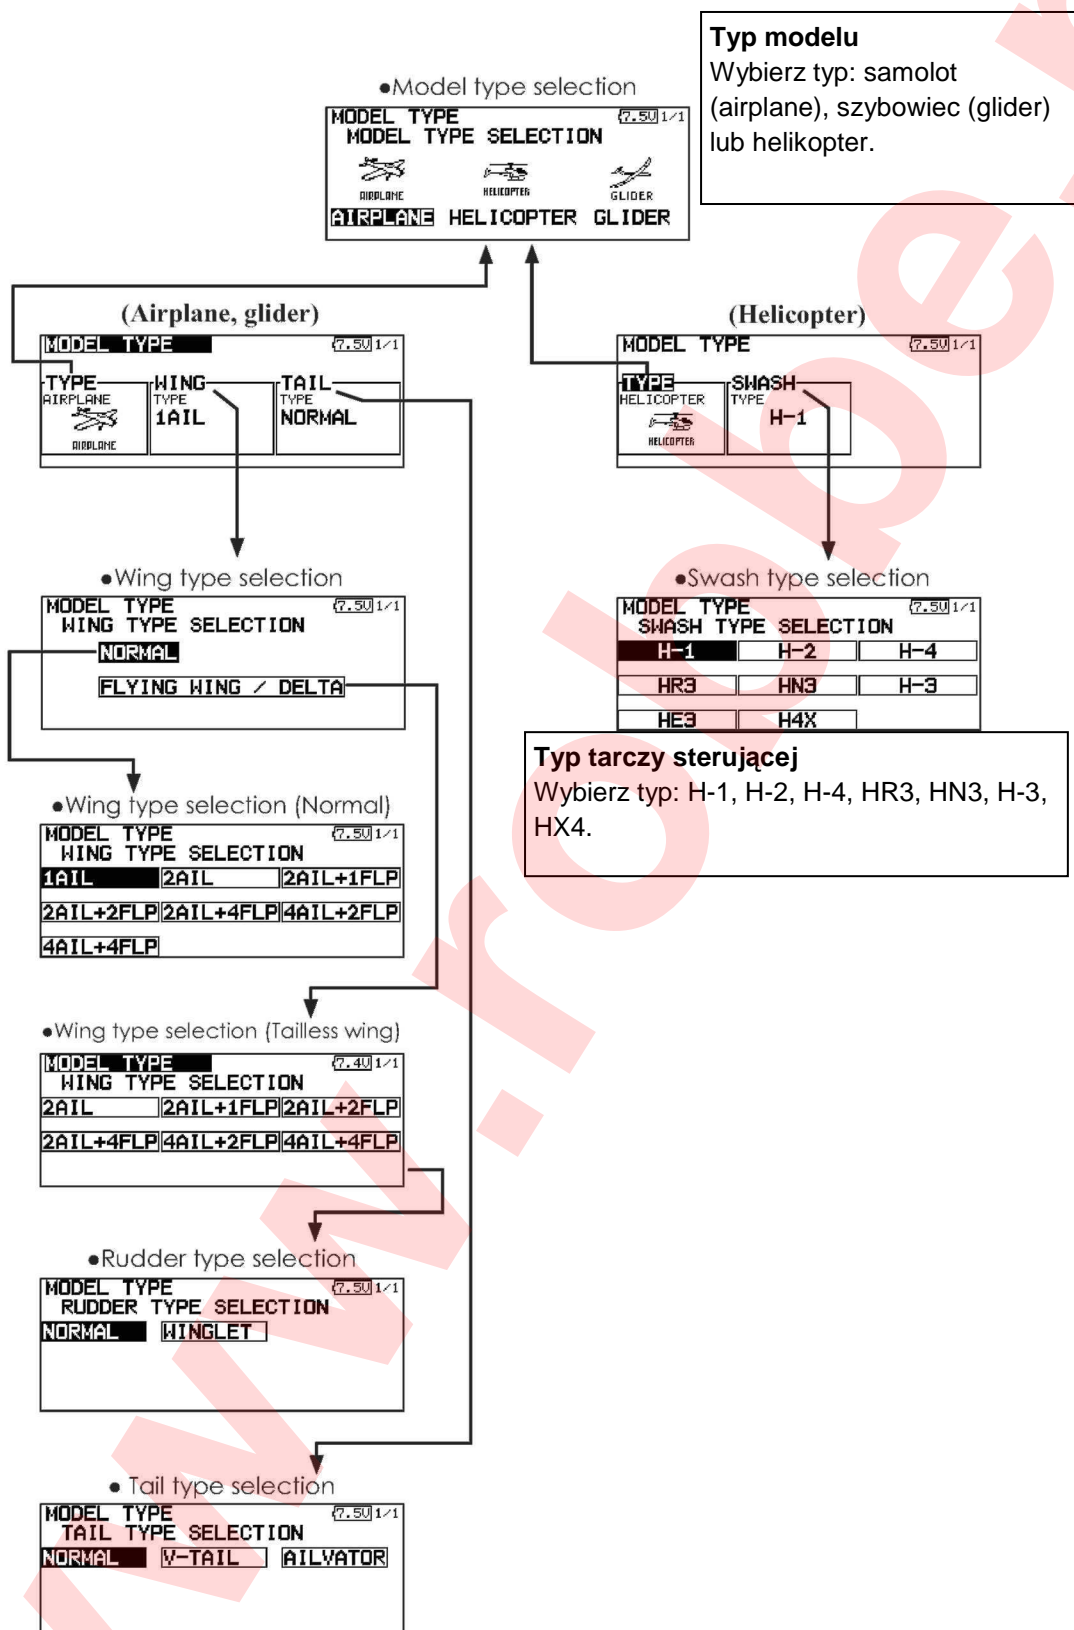 Typ modelu
Wybierz typ: samolot
(airplane), szybowiec (glider)
lub helikopter.
●Model type selection
MODEL TYPE 7.5V 1/1
MODEL TYPE SELECTION
AIRPLANE HELICOPTER GLIDER
AIRPLANE HELICOPTER GLIDER
(Airplane, glider)
MODEL TYPE 7.5V 1/1
TYPE WING TAIL
AIRPLANE TYPE TYPE
1AIL NORMAL
AIRPLANE
(Helicopter)
MODEL TYPE 7.5V 1/1
TYPE SWASH
HELICOPTER TYPE
H-1
HELICOPTER
●Wing type selection
MODEL TYPE 7.5V 1/1
WING TYPE SELECTION
NORMAL
FLYING WING / DELTA
●Swash type selection
MODEL TYPE 7.5V 1/1
SWASH TYPE SELECTION
H-1 H-2 H-4
HR3 HN3 H-3
HE3 H4X
Typ tarczy sterującej
Wybierz typ: H-1, H-2, H-4, HR3, HN3, H-3,
HX4.
●Wing type selection (Normal)
MODEL TYPE 7.5V 1/1
WING TYPE SELECTION
1AIL 2AIL 2AIL+1FLP
2AIL+2FLP 2AIL+4FLP 4AIL+2FLP
4AIL+4FLP
●Wing type selection (Tailless wing)
MODEL TYPE 7.4V 1/1
WING TYPE SELECTION
2AIL 2AIL+1FLP 2AIL+2FLP
2AIL+4FLP 4AIL+2FLP 4AIL+4FLP
●Rudder type selection
MODEL TYPE 7.5V 1/1
RUDDER TYPE SELECTION
NORMAL WINGLET
● Tail type selection
MODEL TYPE 7.5V 1/1
TAIL TYPE SELECTION
NORMAL V-TAIL AILVATOR
www.robbe.